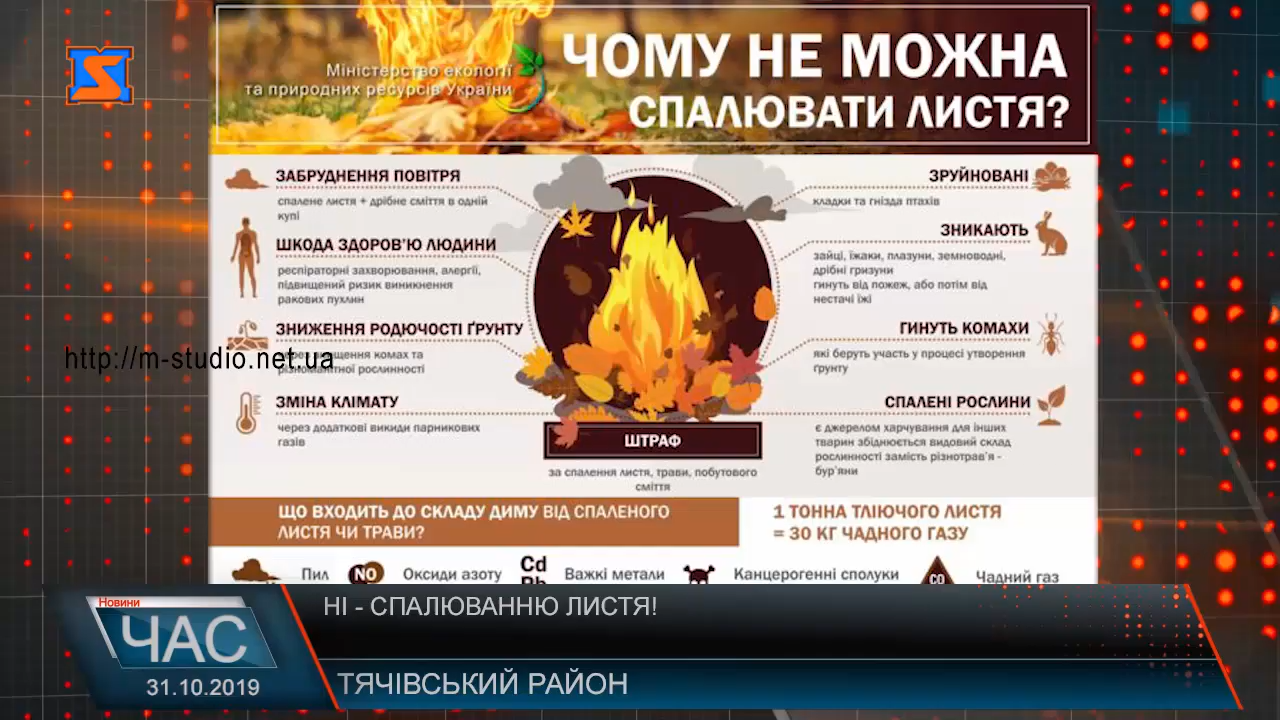 Міністерство екології
та природних ресурсів України
ЧОМУ НЕ МОЖНА
СПАЛЮВАТИ ЛИСТЯ?
ЗАБРУДНЕННЯ ПОВІТРЯ
спалене листя + дрібне сміття в одній
купі
ШКОДА ЗДОРОВ'Ю ЛЮДИНИ
респіраторні захворювання, алергії,
підвищений ризик виникнення
ракових пухлин
ЗНИЖЕННЯ РОДЮЧОСТІ ҐРУНТУ
комах та
різноманітної рослинності
http://m-studio.net.ua
ЗМІНА КЛІМАТУ
через додаткові викиди парникових
газів
ШТРАФ
за спалення листя, трави, побутового
сміття
ЗРУЙНОВАНІ
кладки та гнізда птахів
ЗНИКАЮТЬ
зайці, їжаки, плазуни, земноводні,
дрібні гризуни
гинуть від пожеж, або потім від
нестачі їжі
ГИНУТЬ КОМАХИ
які беруть участь у процесі утворення
ґрунту
СПАЛЕНІ РОСЛИНИ
є джерелом харчування для інших
тварин збіднюється видовий склад
рослинності замість різнотрав'я -
бур'яни
ЩО ВХОДИТЬ ДО СКЛАДУ ДИМУ ВІД СПАЛЕНОГО
ЛИСТЯ ЧИ ТРАВИ?
1 ТОННА ТЛІЮЧОГО ЛИСТЯ
= 30 КГ ЧАДНОГО ГАЗУ
Пил
NO
Оксиди азоту
Cd
Pb
Важкі метали
Канцерогенні сполуки
CO
Чадний газ
Новини
ЧАС
31.10.2019
НІ - СПАЛЮВАННЮ ЛИСТЯ!
ТЯЧІВСЬКИЙ РАЙОН